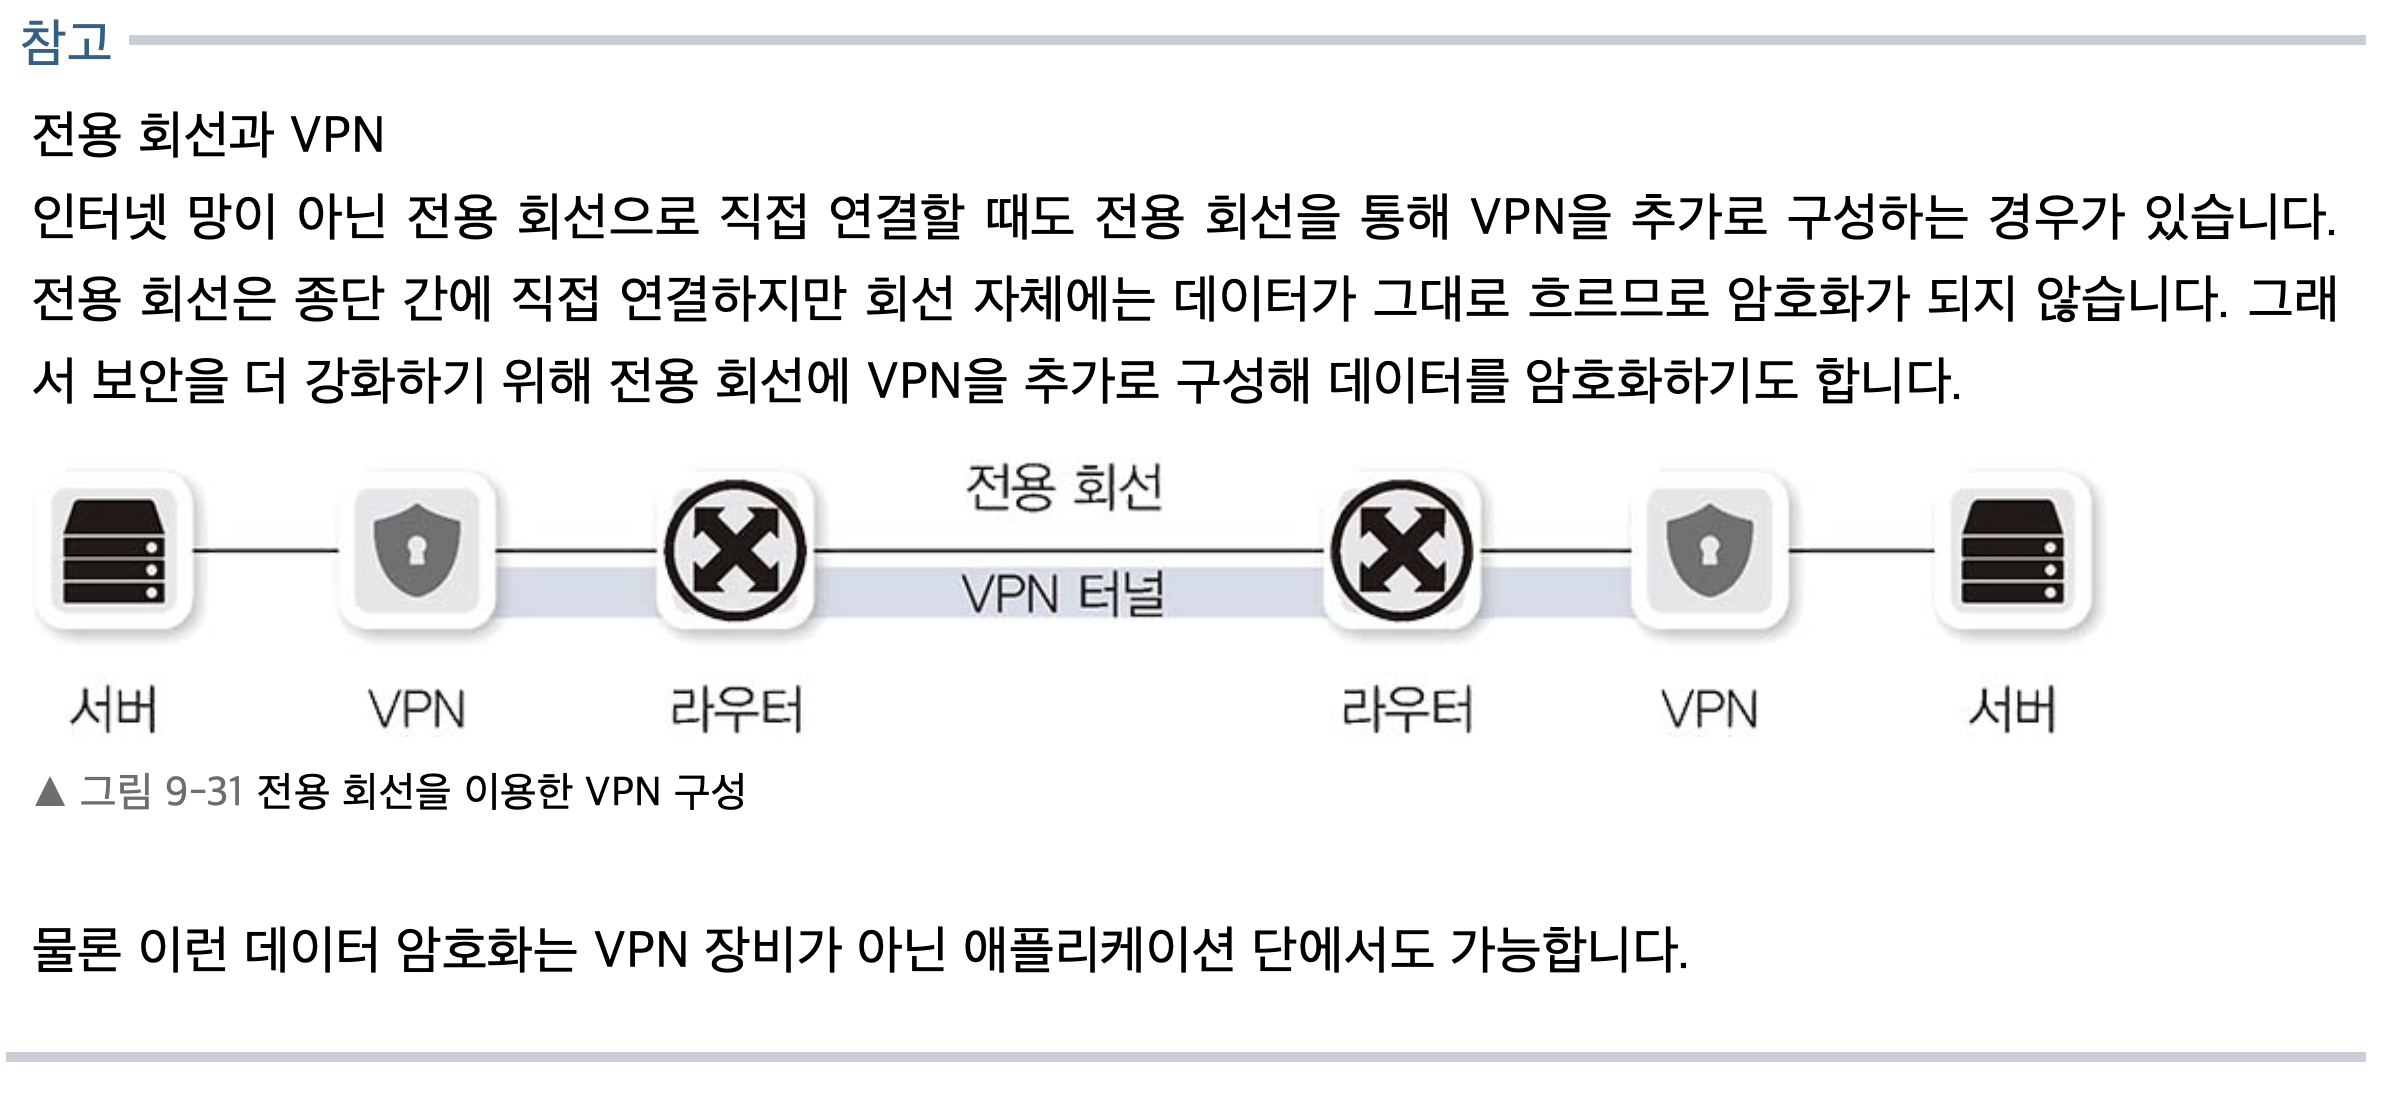 참고
전용 회선과 VPN
인터넷 망이 아닌 전용 회선으로 직접 연결할 때도 전용 회선을 통해 VPN을 추가로 구성하는 경우가 있습니다.
전용 회선은 종단 간에 직접 연결하지만 회선 자체에는 데이터가 그대로 흐르므로 암호화가 되지 않습니다. 그래
서 보안을 더 강화하기 위해 전용 회선에 VPN을 추가로 구성해 데이터를 암호화하기도 합니다.
전용 회선
VPN 터널
서버 VPN 라우터 라우터 VPN 서버
▲ 그림 9-31 전용 회선을 이용한 VPN 구성
물론 이런 데이터 암호화는 VPN 장비가 아닌 애플리케이션 단에서도 가능합니다.